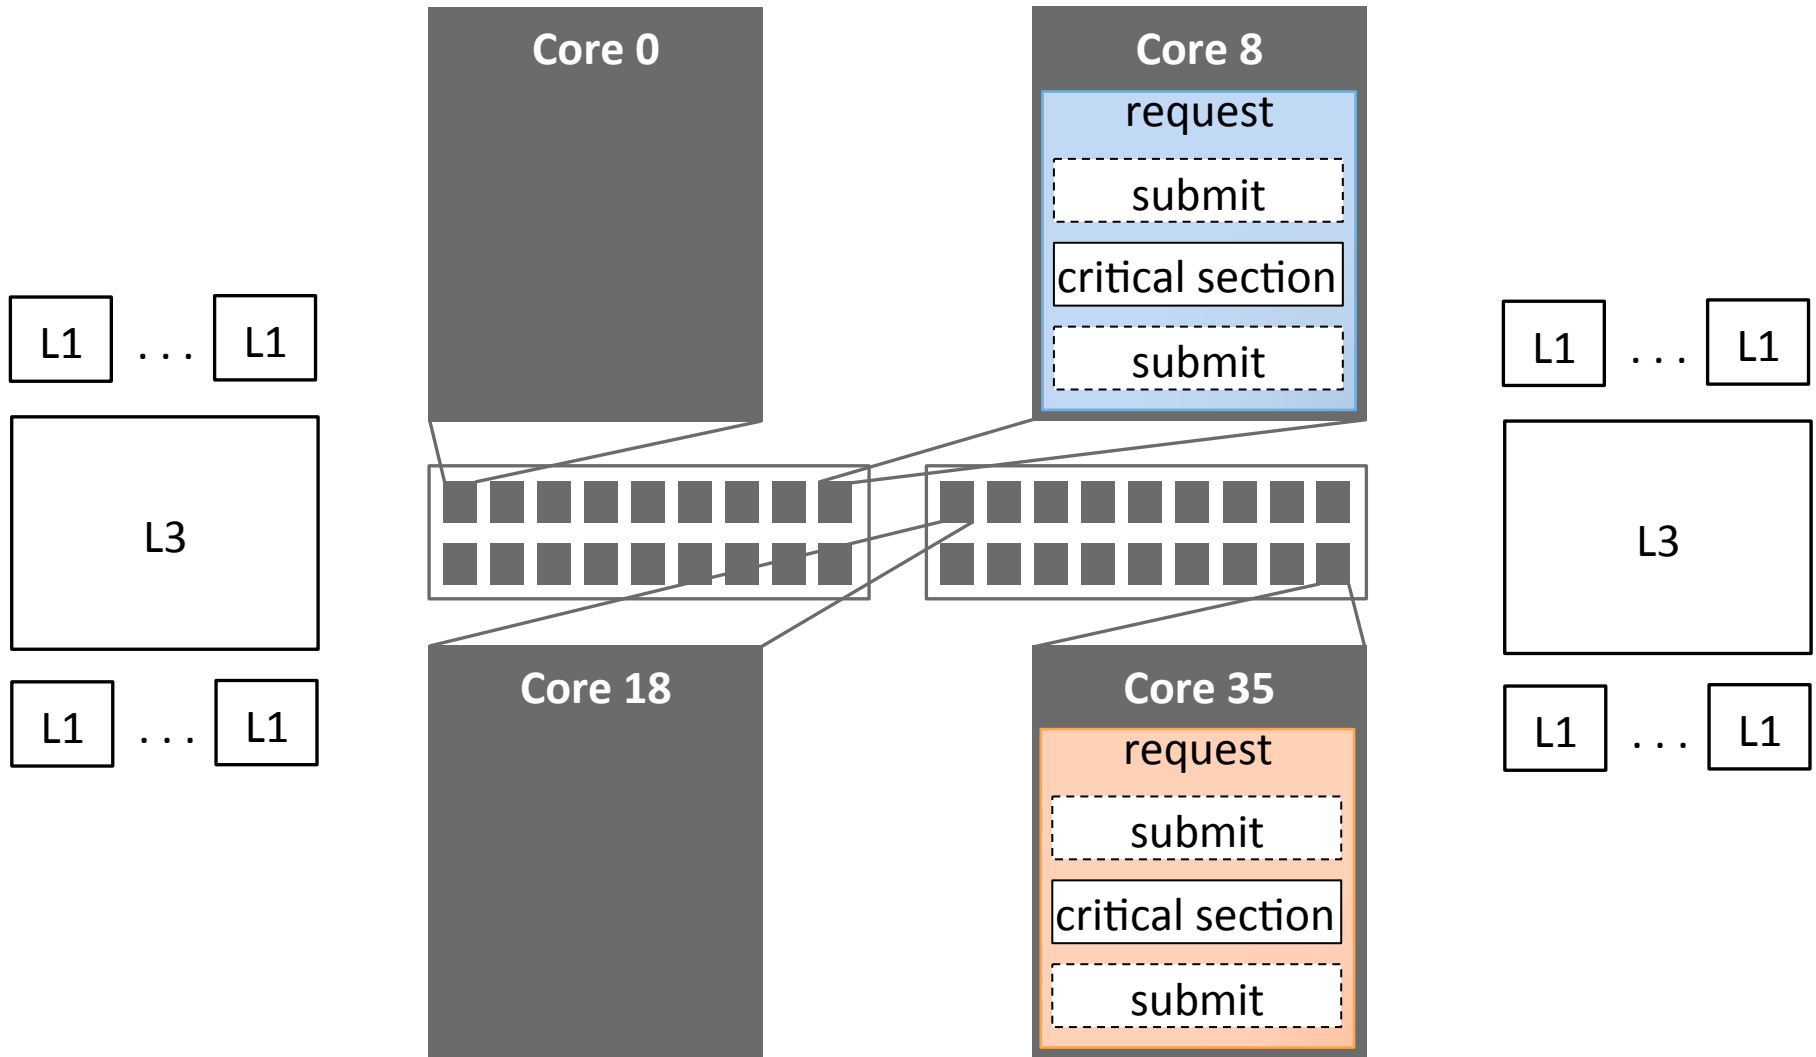 Core 0
Core 8
request
submit
critical section
submit
L1 . . . L1
L1 . . . L1
L3
L3
L1 . . . L1
L1 . . . L1
Core 18
Core 35
request
submit
critical section
submit